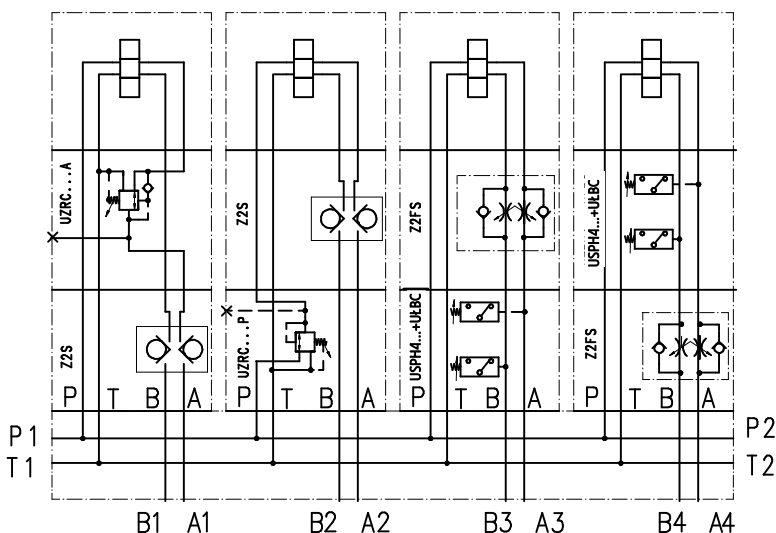 UZRC...A
Z2S
Z2FS
USPH4...+UŁBC
Z2S
UZRC...P
USPH4...+UŁBC
Z2FS
P T B A P T B A P T B A P T B A
P1 P2
T1 T2
B1 A1 B2 A2 B3 A3 B4 A4